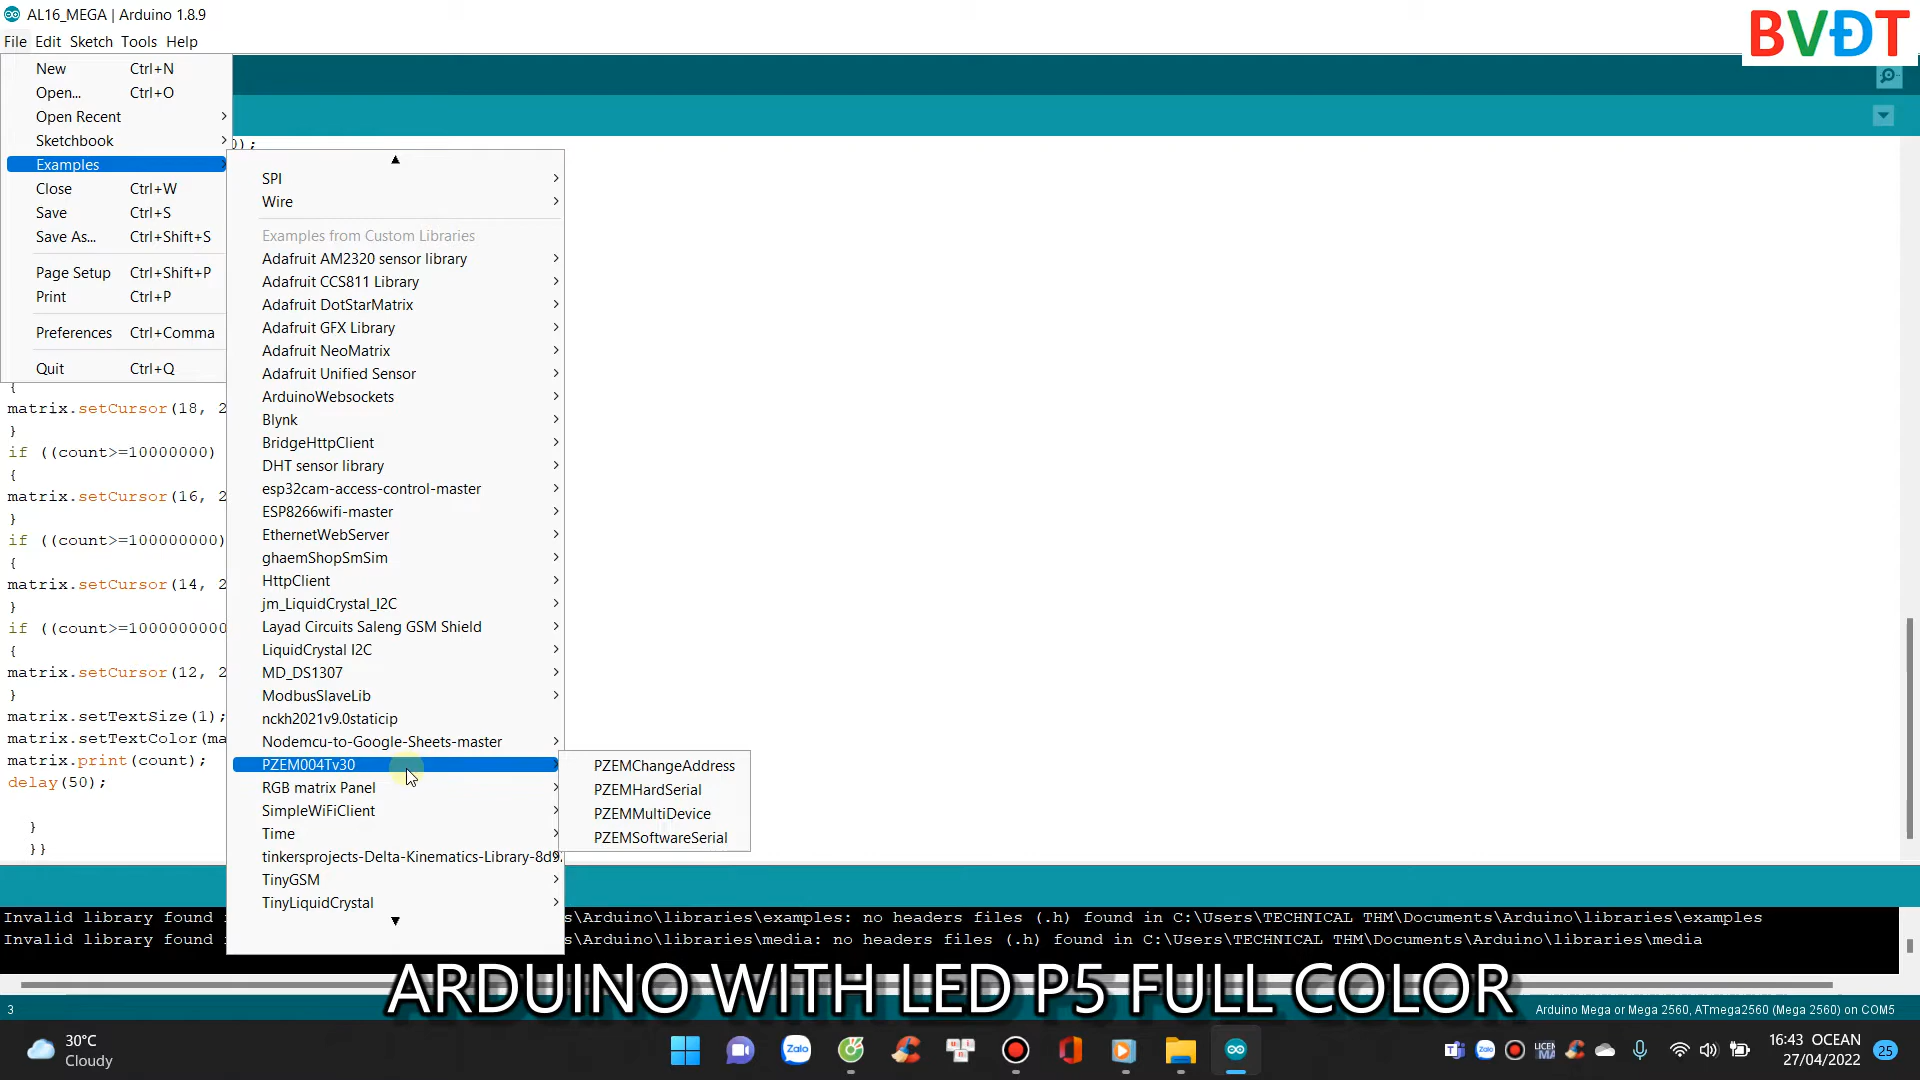 AL16_MEGA | Arduino 1.8.9
BVĐT
File Edit Sketch Tools Help
New Ctrl+N
Open... Ctrl+O
Open Recent
Sketchbook
Examples
Close Ctrl+W
Save Ctrl+S
Save As... Ctrl+Shift+S
Page Setup Ctrl+Shift+P
Print Ctrl+P
Preferences Ctrl+Comma
Quit Ctrl+Q
);
SPI
Wire
Examples from Custom Libraries
Adafruit AM2320 sensor library
Adafruit CCS811 Library
Adafruit DotStarMatrix
Adafruit GFX Library
Adafruit NeoMatrix
Adafruit Unified Sensor
ArduinoWebsockets
Blynk
BridgeHttpClient
DHT sensor library
esp32cam-access-control-master
ESP8266wifi-master
EthernetWebServer
ghaemShopSmSim
HttpClient
jm_LiquidCrystal_I2C
Layad Circuits Saleng GSM Shield
LiquidCrystal I2C
MD_DS1307
ModbusSlaveLib
nckh2021v9.0staticip
Nodemcu-to-Google-Sheets-master
PZEM004Tv30
RGB matrix Panel
SimpleWiFiClient
Time
tinkersprojects-Delta-Kinematics-Library-8d9
TinyGSM
TinyLiquidCrystal
PZEMChangeAddress
PZEMHardSerial
PZEMMultiDevice
PZEMSoftwareSerial
{
matrix.setCursor(18, 2
}
if ((count>=10000000)
{
matrix.setCursor(16, 2
}
if ((count>=100000000)
{
matrix.setCursor(14, 2
}
if ((count>=1000000000
{
matrix.setCursor(12, 2
}
matrix.setTextSize(1);
matrix.setTextColor(ma
matrix.print(count);
delay(50);
}
}}
Invalid library found s\Arduino\libraries\examples: no headers files (.h) found in C:\Users\TECHNICAL THM\Documents\Arduino\libraries\examples
Invalid library found s\Arduino\libraries\media: no headers files (.h) found in C:\Users\TECHNICAL THM\Documents\Arduino\libraries\media
ARDUINO WITH LED P5 FULL COLOR
3 Arduino Mega or Mega 2560, ATmega2560 (Mega 2560) on COM5
30°C
Cloudy
Zalo
16:43 OCEAN
27/04/2022
25